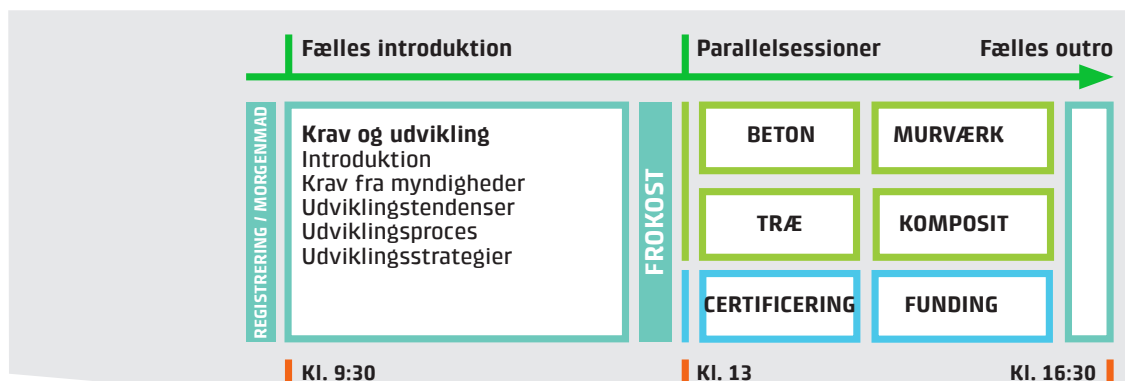 Fælles introduktion
Parallelsessioner
Fælles outro
REGISTRERING / MORGENMAD
Krav og udvikling
Introduktion
Krav fra myndigheder
Udviklingstendenser
Udviklingsproces
Udviklingsstrategier
FROKOST
BETON
MURVÆRK
TRÆ
KOMPOSIT
CERTIFICERING
FUNDING
Kl. 9:30
Kl. 13
Kl. 16:30